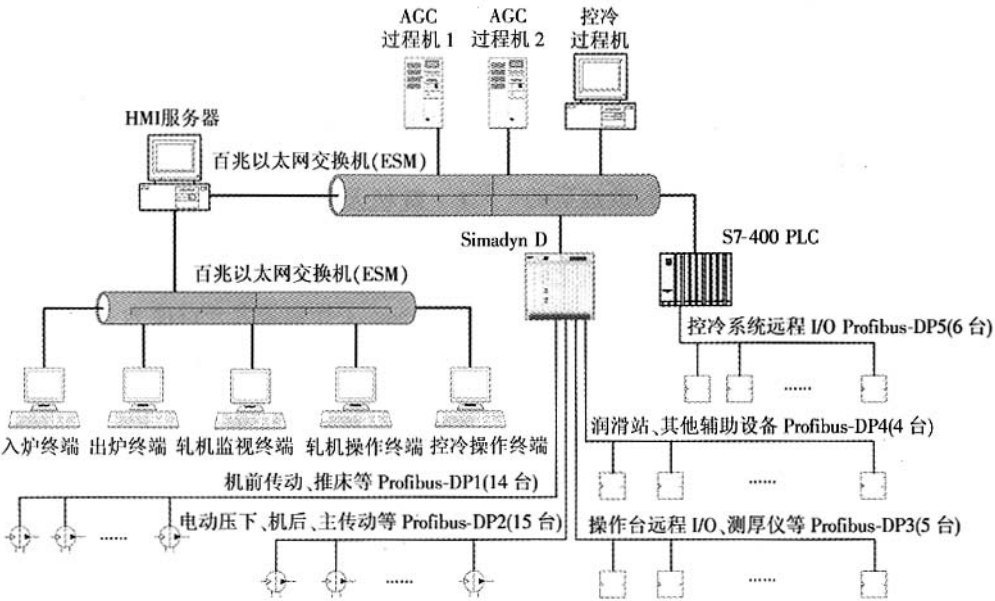 AGC
过程机 1
AGC
过程机 2
控冷
过程机
HMI服务器
百兆以太网交换机(ESM)
Simadyn D
S7-400 PLC
百兆以太网交换机(ESM)
控冷系统远程 I/O Profibus-DP5(6 台)
......
入炉终端
出炉终端
轧机监视终端
轧机操作终端
控冷操作终端
润滑站、其他辅助设备 Profibus-DP4(4 台)
......
机前传动、推床等 Profibus-DP1(14 台)
......
电动压下、机后、主传动等 Profibus-DP2(15 台)
......
操作台远程 I/O、测厚仪等 Profibus-DP3(5 台)
......